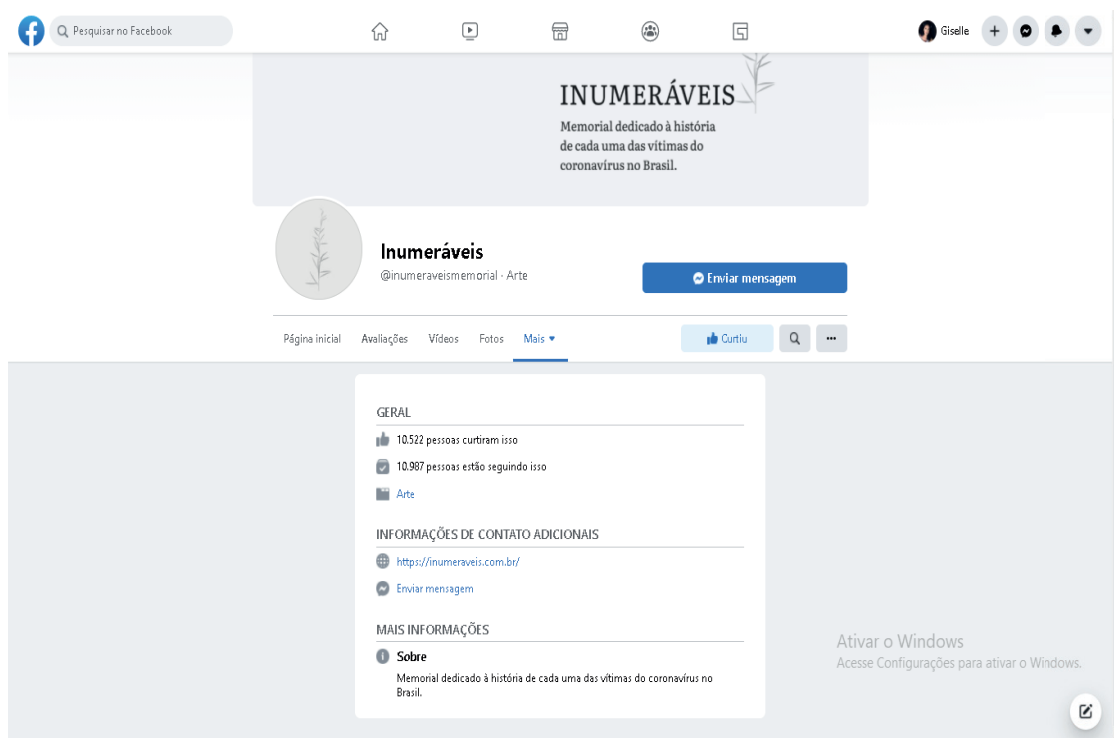 Pesquisar no Facebook
Giselle
INUMERÁVEIS
Memorial dedicado à história
de cada uma das vítimas do
coronavírus no Brasil.
Inumeráveis
@inumeraveismemorial · Arte
Enviar mensagem
Página inicial Avaliações Vídeos Fotos Mais
Curtiu
GERAL
10.522 pessoas curtiram isso
10.987 pessoas estão seguindo isso
Arte
INFORMAÇÕES DE CONTATO ADICIONAIS
https://inumeraveis.com.br/
Enviar mensagem
MAIS INFORMAÇÕES
Sobre
Memorial dedicado à história de cada uma das vítimas do coronavírus no
Brasil.
Ativar o Windows
Acesse Configurações para ativar o Windows.